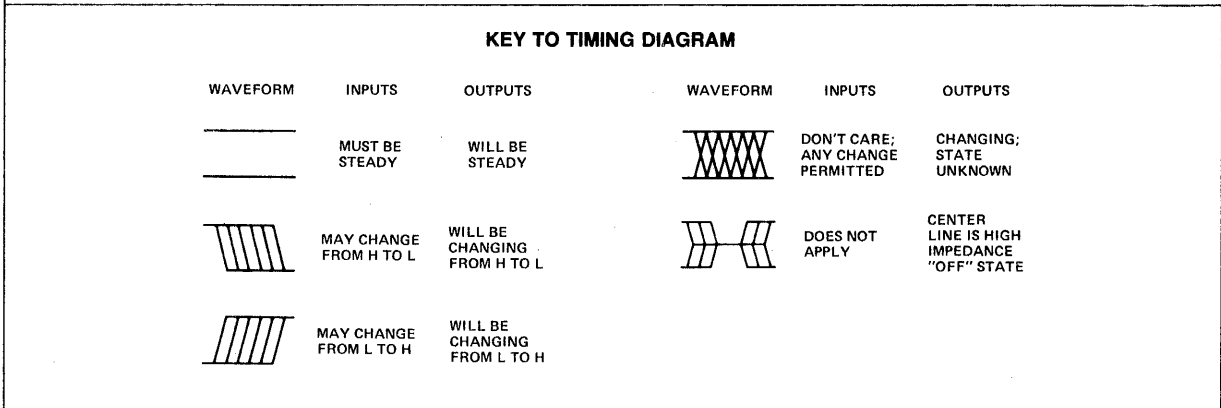 KEY TO TIMING DIAGRAM
WAVEFORM INPUTS OUTPUTS
MUST BE STEADY
WILL BE STEADY
MAY CHANGE FROM H TO L
WILL BE CHANGING FROM H TO L
MAY CHANGE FROM L TO H
WILL BE CHANGING FROM L TO H
WAVEFORM INPUTS OUTPUTS
DON'T CARE; ANY CHANGE PERMITTED
CHANGING; STATE UNKNOWN
DOES NOT APPLY
CENTER LINE IS HIGH IMPEDANCE "OFF" STATE